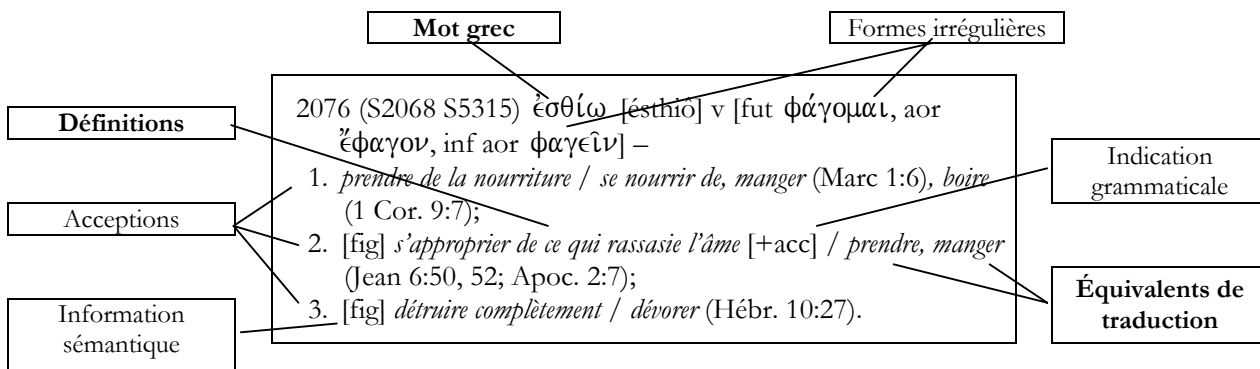 Mot grec
Formes irrégulières
Définitions
2076 (S2068 S5315) ἐσθίω [ésthiô] v [fut φάγομαι, aor
ἔφαγον, inf aor φαγεῖν] –
1. prendre de la nourriture / se nourrir de, manger (Marc 1:6), boire
(1 Cor. 9:7);
2. [fig] s’approprier de ce qui rassasie l’âme [+acc] / prendre, manger
(Jean 6:50, 52; Apoc. 2:7);
3. [fig] détruire complètement / dévorer (Hébr. 10:27).
Acceptions
Information
sémantique
Indication
grammaticale
Équivalents de
traduction